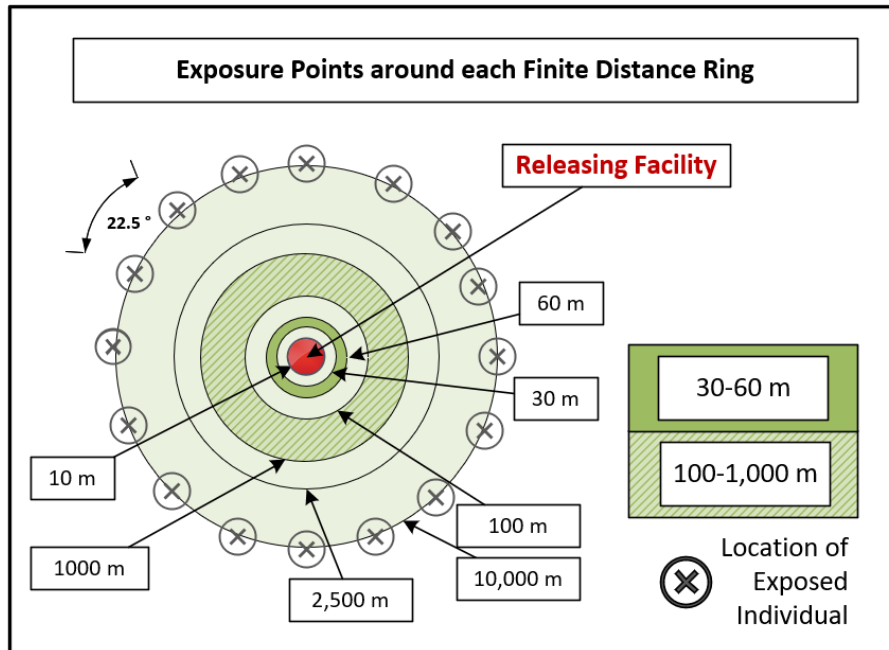 Exposure Points around each Finite Distance Ring
Releasing Facility
22.5 °
60 m
30 m
30-60 m
100-1,000 m
10 m
100 m
1000 m
10,000 m
2,500 m
Location of
Exposed
Individual